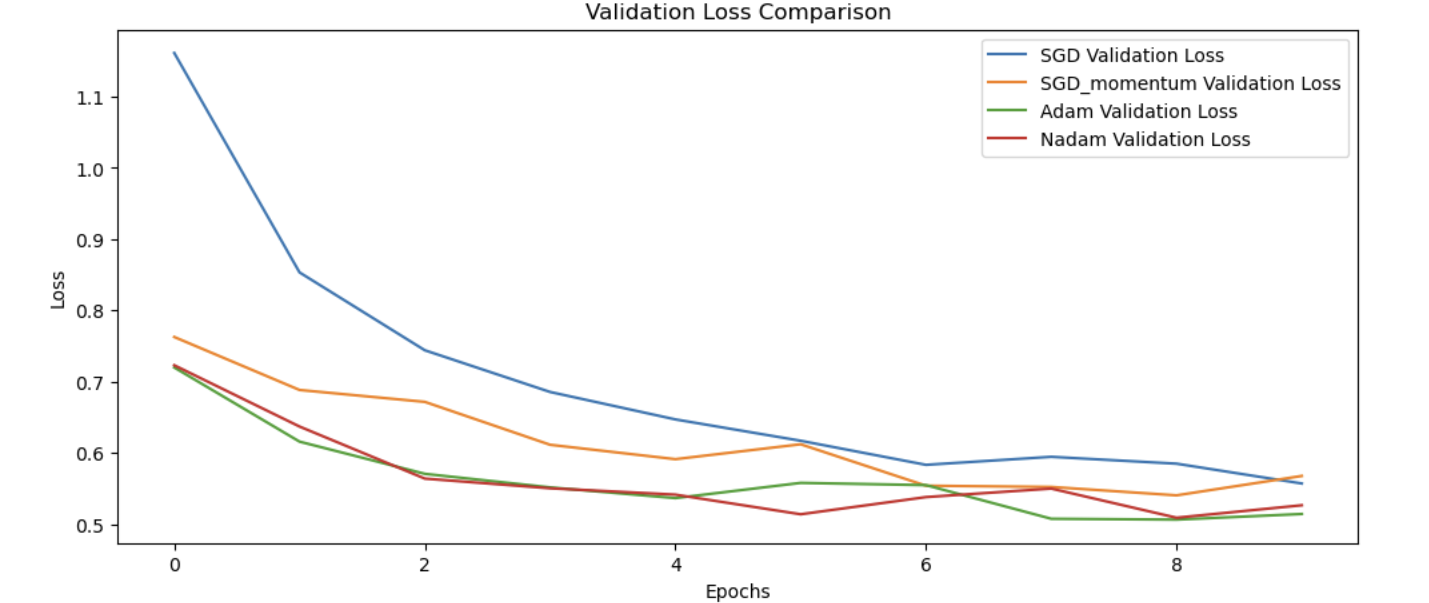 Validation Loss Comparison
SGD Validation Loss
SGD_momentum Validation Loss
Adam Validation Loss
Nadam Validation Loss
1.1
1.0
0.9
0.8
0.7
0.6
0.5
Loss
0 2 4 6 8
Epochs